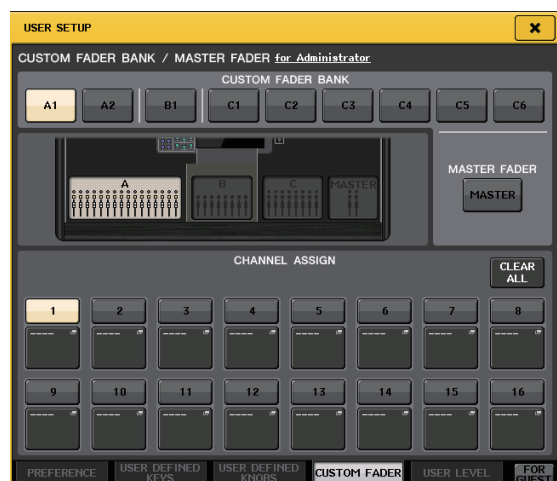 USER SETUP
CUSTOM FADER BANK / MASTER FADER for Administrator
CUSTOM FADER BANK
A1 A2 B1 C1 C2 C3 C4 C5 C6
A B C MASTER
MASTER FADER
MASTER
CHANNEL ASSIGN
CLEAR
ALL
1 2 3 4 5 6 7 8
---- ---- ---- ---- ---- ---- ---- ----
9 10 11 12 13 14 15 16
---- ---- ---- ---- ---- ---- ---- ----
PREFERENCE USER DEFINED KEYS USER DEFINED KNOBS CUSTOM FADER USER LEVEL FOR GUEST